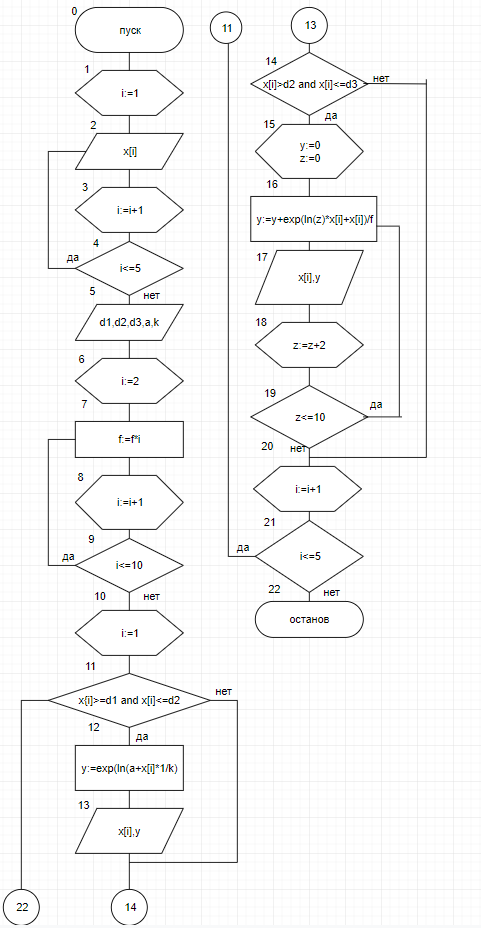 0
пуск
1
i:=1
2
x[i]
3
i:=i+1
4
да
i<=5
5
нет
d1,d2,d3,a,k
6
i:=2
7
f:=f*i
8
i:=i+1
9
да
i<=10
10
нет
i:=1
11
нет
x{i]>=d1 and x[i]<=d2
12
да
y:=exp(ln(a+x[i]*1/k)
13
x[i],y
22
14
11
13
14
нет
x[i]>d2 and x[i]<=d3
да
15
y:=0
z:=0
16
y:=y+exp(ln(z)*x[i]+x[i])/f
17
x[i],y
18
z:=z+2
19
да
z<=10
20
нет
i:=i+1
21
да
i<=5
22
нет
останов